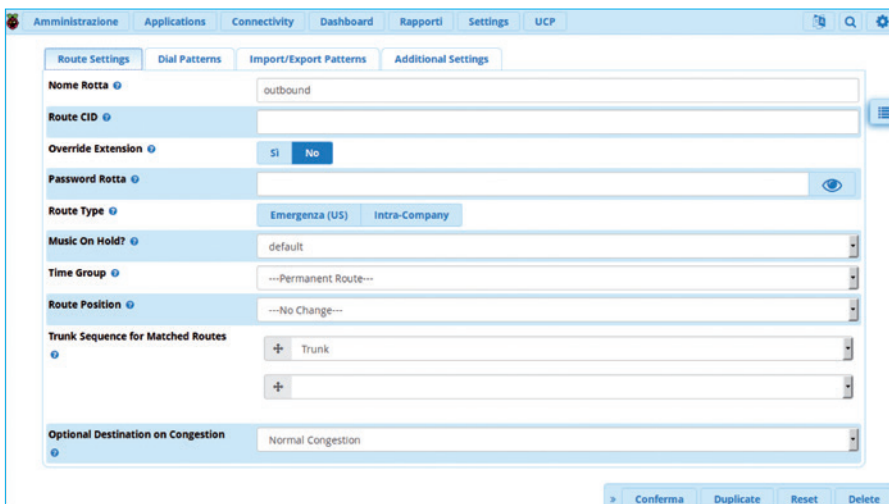 Amministrazione Applications Connectivity Dashboard Rapporti Settings UCP
Route Settings Dial Patterns Import/Export Patterns Additional Settings
Nome Rotta outbound
Route CID
Override Extension Sì No
Password Rotta
Route Type Emergenza (US) Intra-Company
Music On Hold? default
Time Group ---Permanent Route---
Route Position ---No Change---
Trunk Sequence for Matched Routes Trunk
Optional Destination on Congestion Normal Congestion
» Conferma Duplicate Reset Delete